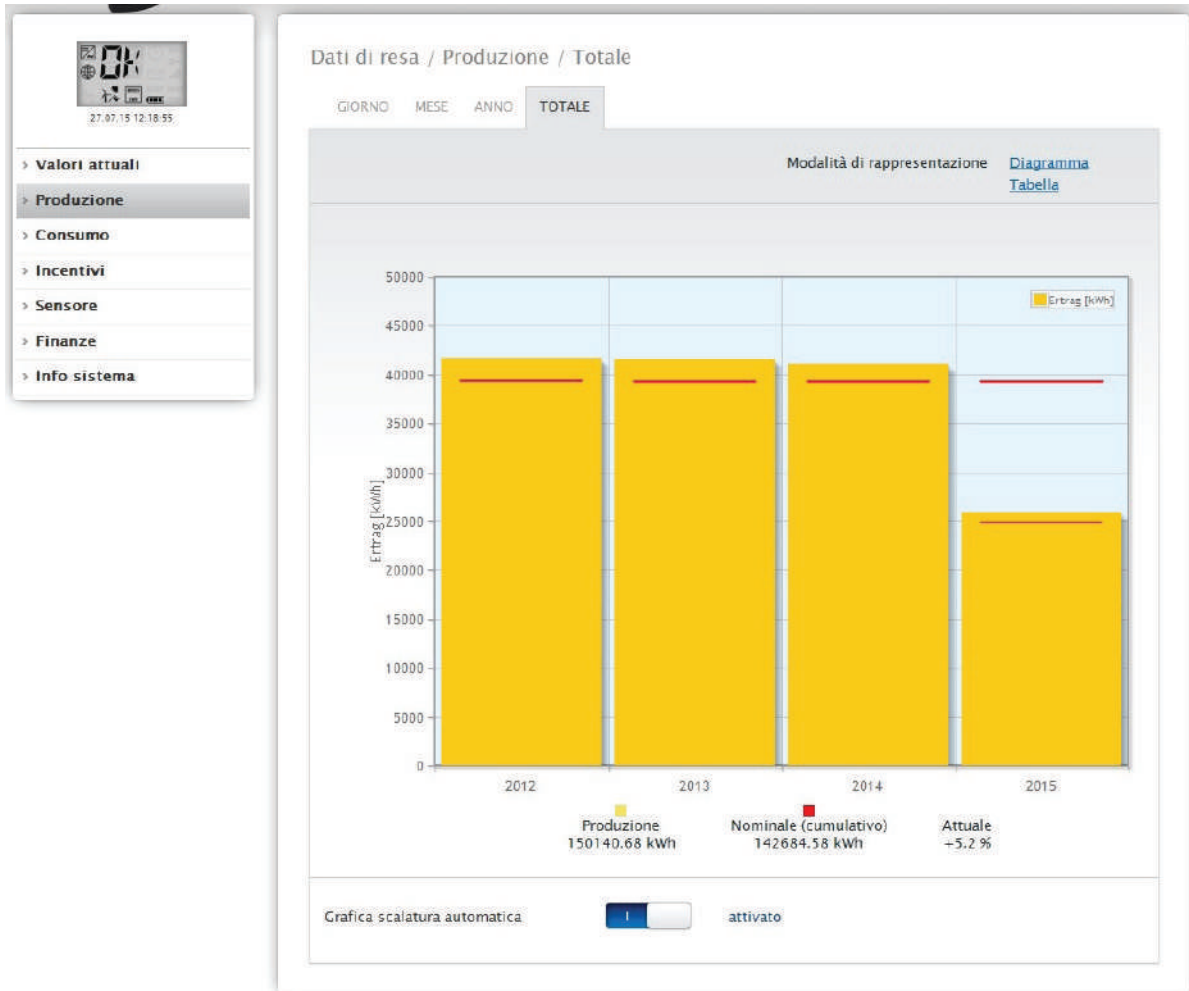 OK
27.07.15 12:18:55
> Valori attuali
> Produzione
> Consumo
> Incentivi
> Sensore
> Finanze
> Info sistema
Dati di resa / Produzione / Totale
GIORNO MESE ANNO TOTALE
Modalità di rappresentazione Diagramma
Tabella
Ertrag [kWh]
50000
45000
40000
35000
30000
25000
20000
15000
10000
5000
0
Ertrag [kWh]
2012 2013 2014 2015
Produzione Nominale (cumulativo) Attuale
150140.68 kWh 142684.58 kWh +5.2 %
Grafica scalatura automatica I attivato